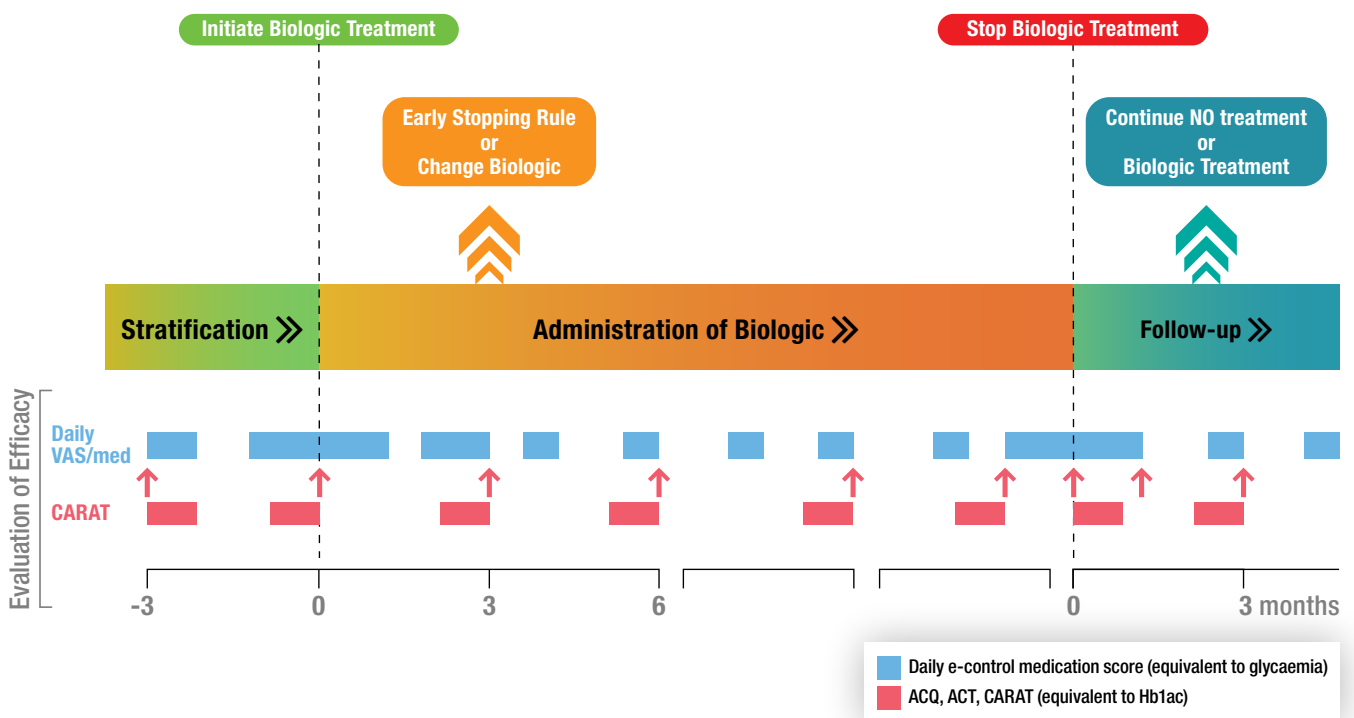 Initiate Biologic Treatment
Stop Biologic Treatment
Early Stopping Rule
or
Change Biologic
Continue NO treatment
or
Biologic Treatment
Stratification
Administration of Biologic
Follow-up
Evaluation of Efficacy
Daily
VAS/med
CARAT
-3 0 3 6 0 3 months
Daily e-control medication score (equivalent to glycaemia)
ACQ, ACT, CARAT (equivalent to Hb1ac)